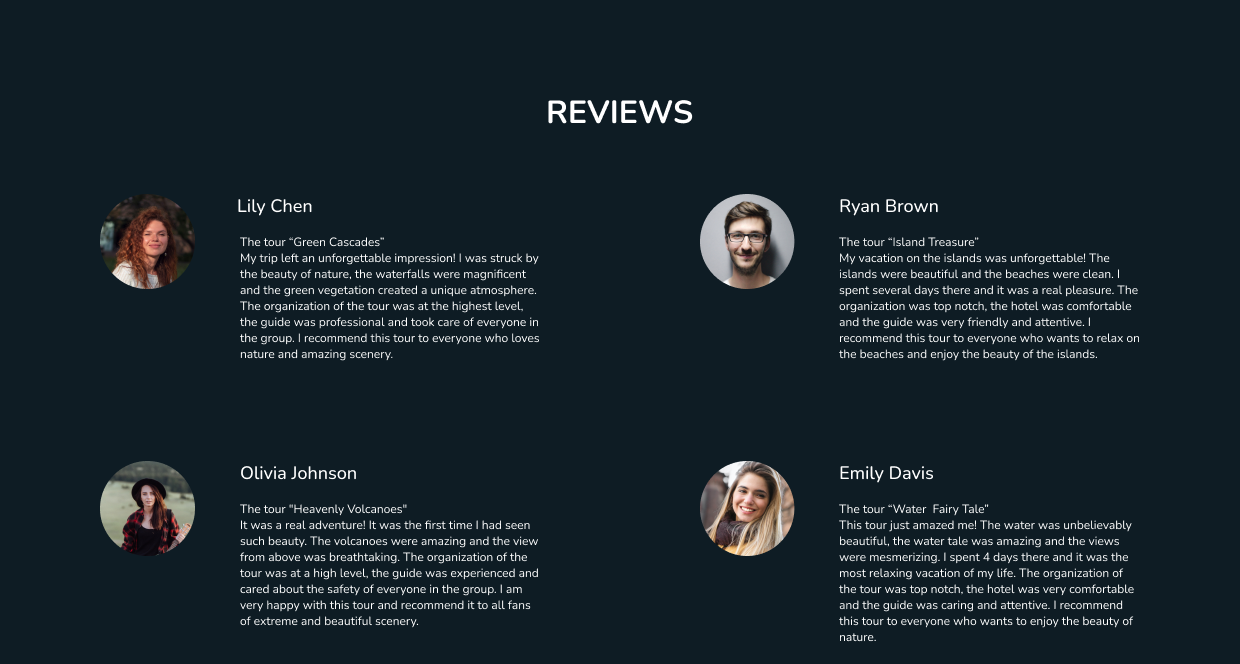 REVIEWS
Lily Chen
The tour “Green Cascades”
My trip left an unforgettable impression! I was struck by
the beauty of nature, the waterfalls were magnificent
and the green vegetation created a unique atmosphere.
The organization of the tour was at the highest level,
the guide was professional and took care of everyone in
the group. I recommend this tour to everyone who loves
nature and amazing scenery.
Ryan Brown
The tour “Island Treasure”
My vacation on the islands was unforgettable! The
islands were beautiful and the beaches were clean. I
spent several days there and it was a real pleasure. The
organization was top notch, the hotel was comfortable
and the guide was very friendly and attentive. I
recommend this tour to everyone who wants to relax on
the beaches and enjoy the beauty of the islands.
Olivia Johnson
The tour "Heavenly Volcanoes"
It was a real adventure! It was the first time I had seen
such beauty. The volcanoes were amazing and the view
from above was breathtaking. The organization of the
tour was at a high level, the guide was experienced and
cared about the safety of everyone in the group. I am
very happy with this tour and recommend it to all fans
of extreme and beautiful scenery.
Emily Davis
The tour “Water  Fairy Tale”
This tour just amazed me! The water was unbelievably
beautiful, the water tale was amazing and the views
were mesmerizing. I spent 4 days there and it was the
most relaxing vacation of my life. The organization of
the tour was top notch, the hotel was very comfortable
and the guide was caring and attentive. I recommend
this tour to everyone who wants to enjoy the beauty of
nature.